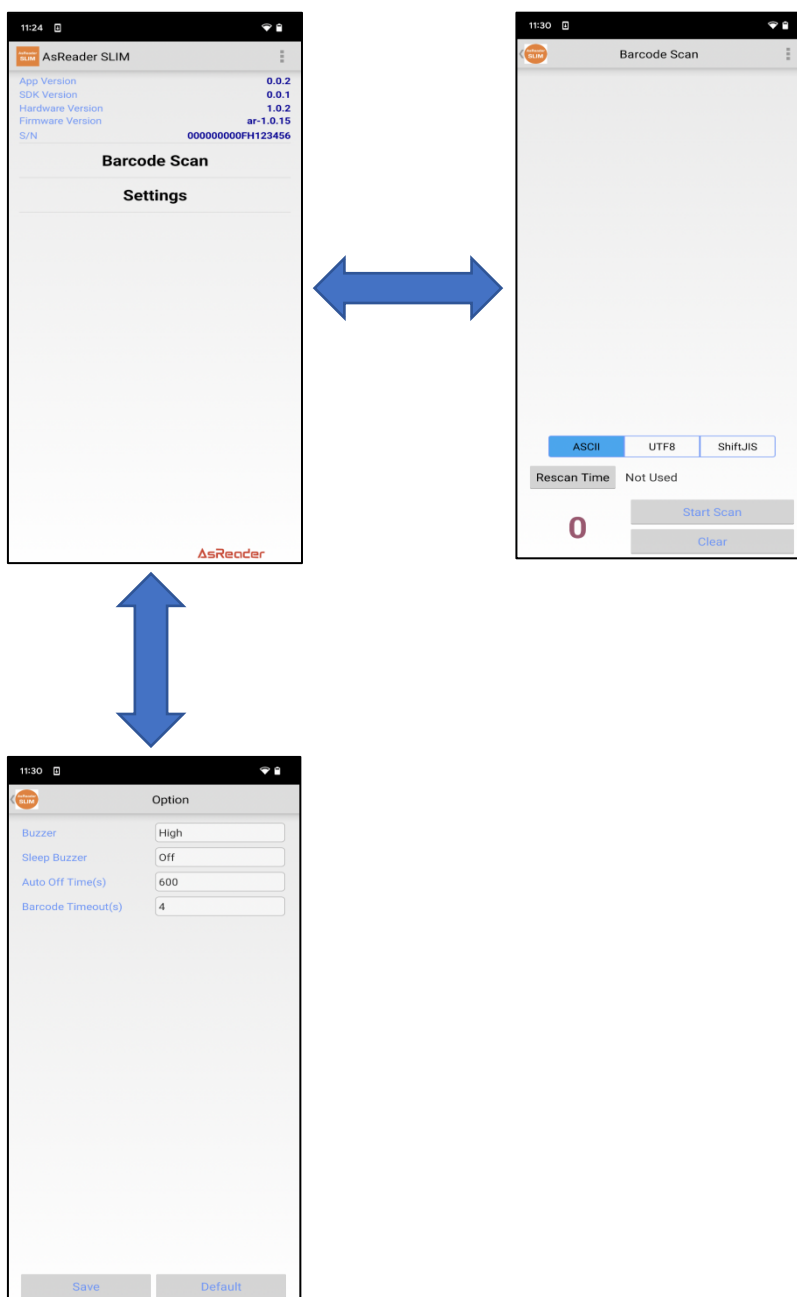 11:24
AsReader SLIM
App Version 0.0.2
SDK Version 0.0.1
Hardware Version 1.0.2
Firmware Version ar-1.0.15
S/N 000000000FH123456
Barcode Scan
Settings
AsReader
11:30
SLIM
Barcode Scan
ASCII UTF8 ShiftJIS
Rescan Time Not Used
0
Start Scan
Clear
11:30
SLIM
Option
Buzzer High
Sleep Buzzer Off
Auto Off Time(s) 600
Barcode Timeout(s) 4
Save Default